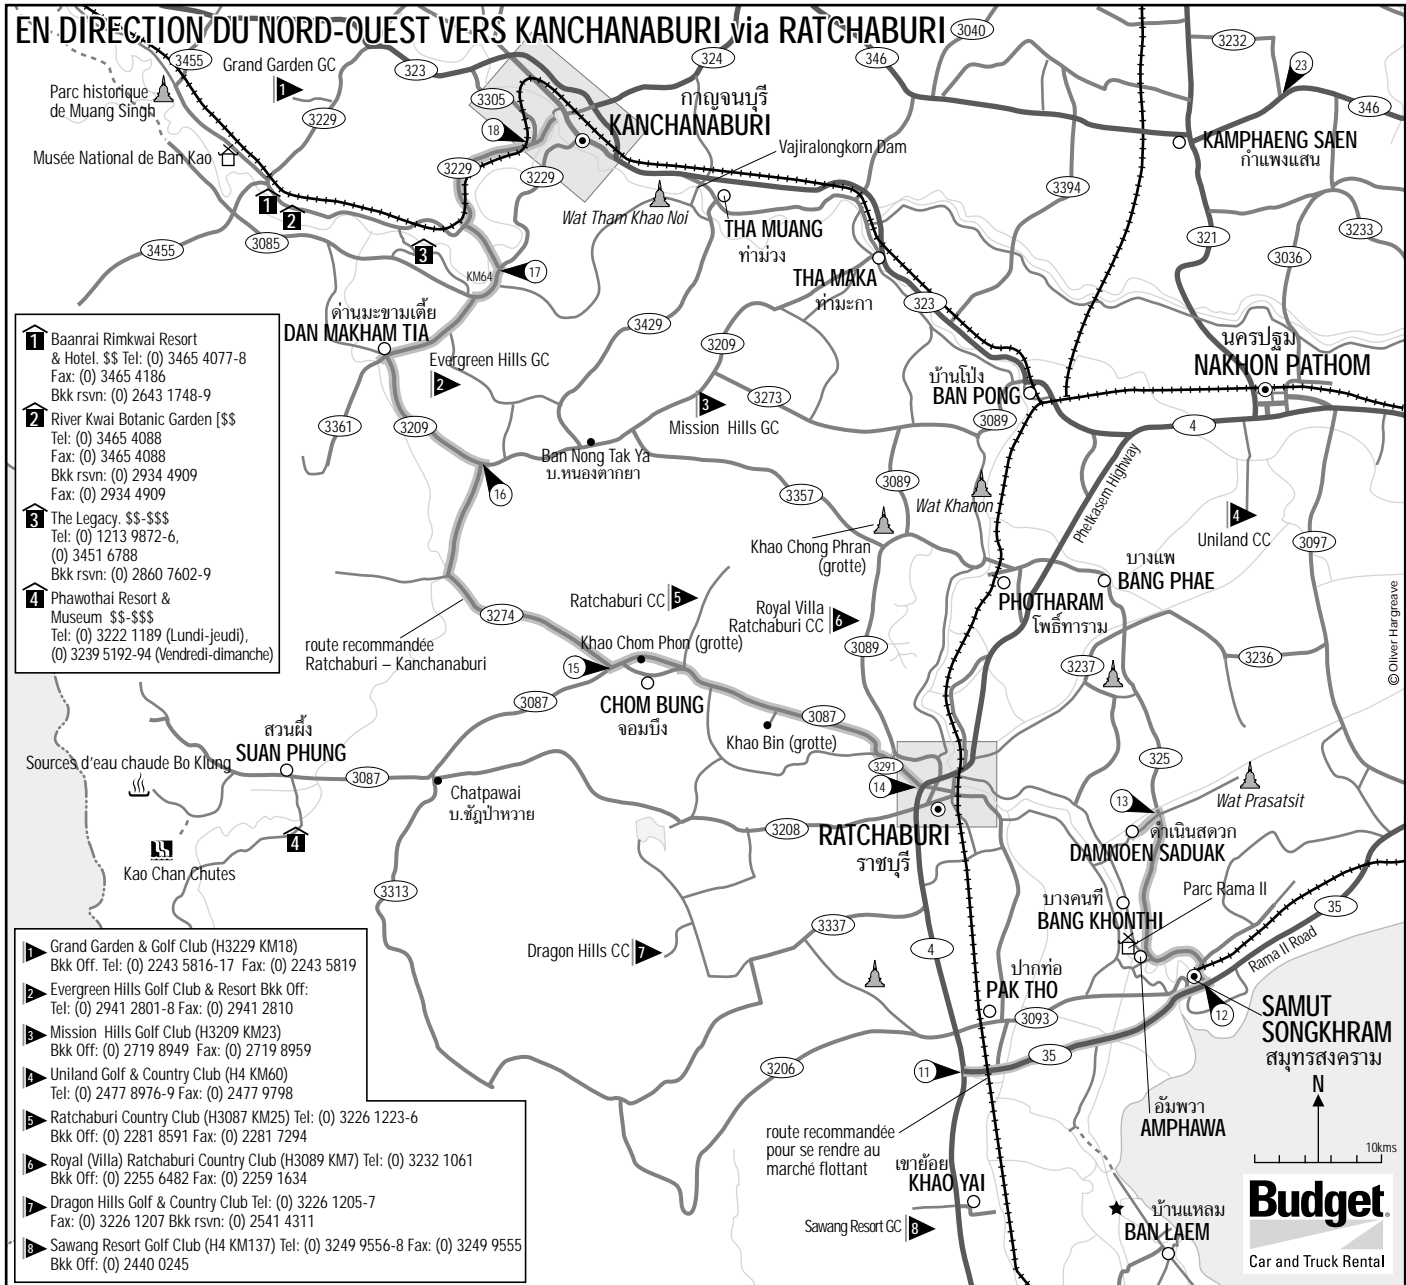 EN DIRECTION DU NORD-OUEST VERS KANCHANABURI via RATCHABURI
3455
Grand Garden GC
1
323
324
346
3040
3232
23
346
Parc historique
de Muang Singh
3229
3305
18
กาญจนบุรี
KANCHANABURI
Vajiralongkorn Dam
KAMPHAENG SAEN
กำแพงแสน
Musée National de Ban Kao
3229
3229
Wat Tham Khao Noi
3394
1
2
3455
3085
3
KM64
17
THA MUANG
ท่าม่วง
THA MAKA
ท่ามะกา
321
3233
3036
323
ด่านมะขามเตี้ย
DAN MAKHAM TIA
3429
3209
Evergreen Hills GC
2
นครปฐม
NAKHON PATHOM
บ้านโป่ง
BAN PONG
3
Mission Hills GC
3273
3089
4
3361
3209
16
Ban Nong Tak Ya
บ.หนองตากยา
3357
3089
Wat Khanon
Phetkasem Highway
4
Uniland CC
3097
Khao Chong Phran
(grotte)
บางแพ
BANG PHAE
1 Baanrai Rimkwai Resort
& Hotel. $$ Tel: (0) 3465 4077-8
Fax: (0) 3465 4186
Bkk rsvn: (0) 2643 1748-9
2 River Kwai Botanic Garden [$$
Tel: (0) 3465 4088
Fax: (0) 3465 4088
Bkk rsvn: (0) 2934 4909
Fax: (0) 2934 4909
3 The Legacy. $$-$$$
Tel: (0) 1213 9872-6,
(0) 3451 6788
Bkk rsvn: (0) 2860 7602-9
4 Phawothai Resort &
Museum $$-$$$
Tel: (0) 3222 1189 (Lundi-jeudi),
(0) 3239 5192-94 (Vendredi-dimanche)
Ratchaburi CC
5
Royal Villa
Ratchaburi CC
6
PHOTHARAM
โพธิ์ทาราม
3274
route recommandée
Ratchaburi – Kanchanaburi
Khao Chom Phon (grotte)
15
3089
3237
3236
© Oliver Hargreave
CHOM BUNG
จอมบึง
3087
3087
Khao Bin (grotte)
สวนผึ้ง
SUAN PHUNG
Sources d'eau chaude Bo Klung
3087
Chatpawai
บ.ชัฎป่าหวาย
3291
14
325
13
Wat Prasatsit
3208
RATCHABURI
ราชบุรี
ดำเนินสดวก
DAMNOEN SADUAK
4
Kao Chan Chutes
3313
บางคนที
BANG KHONTHI
Parc Rama II
35
Rama II Road
3337
4
Dragon Hills CC
7
ปากท่อ
PAK THO
3093
12
SAMUT
SONGKHRAM
สมุทรสงคราม
35
11
3206
N
10kms
1 Grand Garden & Golf Club (H3229 KM18)
Bkk Off. Tel: (0) 2243 5816-17 Fax: (0) 2243 5819
2 Evergreen Hills Golf Club & Resort Bkk Off:
Tel: (0) 2941 2801-8 Fax: (0) 2941 2810
3 Mission Hills Golf Club (H3209 KM23)
Bkk Off: (0) 2719 8949 Fax: (0) 2719 8959
4 Uniland Golf & Country Club (H4 KM60)
Tel: (0) 2477 8976-9 Fax: (0) 2477 9798
5 Ratchaburi Country Club (H3087 KM25) Tel: (0) 3226 1223-6
Bkk Off: (0) 2281 8591 Fax: (0) 2281 7294
6 Royal (Villa) Ratchaburi Country Club (H3089 KM7) Tel: (0) 3232 1061
Bkk Off: (0) 2255 6482 Fax: (0) 2259 1634
7 Dragon Hills Golf & Country Club Tel: (0) 3226 1205-7
Fax: (0) 3226 1207 Bkk rsvn: (0) 2541 4311
8 Sawang Resort Golf Club (H4 KM137) Tel: (0) 3249 9556-8 Fax: (0) 3249 9555
Bkk Off: (0) 2440 0245
route recommandée
pour se rendre au
marché flottant
อัมพวา
AMPHAWA
เขาย้อย
KHAO YAI
Sawang Resort GC
8
บ้านแหลม
BAN LAEM
Budget
Car and Truck Rental